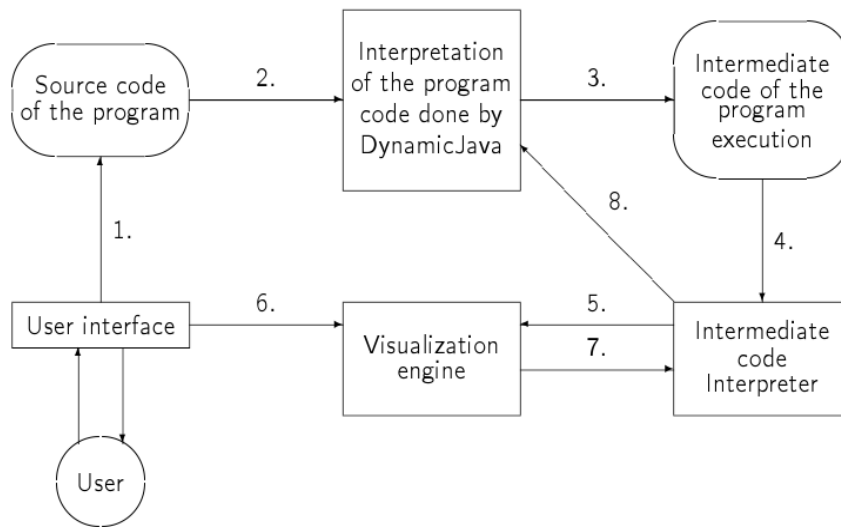 Source code
of the program
2.
Interpretation
of the program
code done by
DynamicJava
3.
Intermediate
code of the
program
execution
1.
8.
4.
User interface
6.
Visualization
engine
5.
7.
Intermediate
code
Interpreter
User